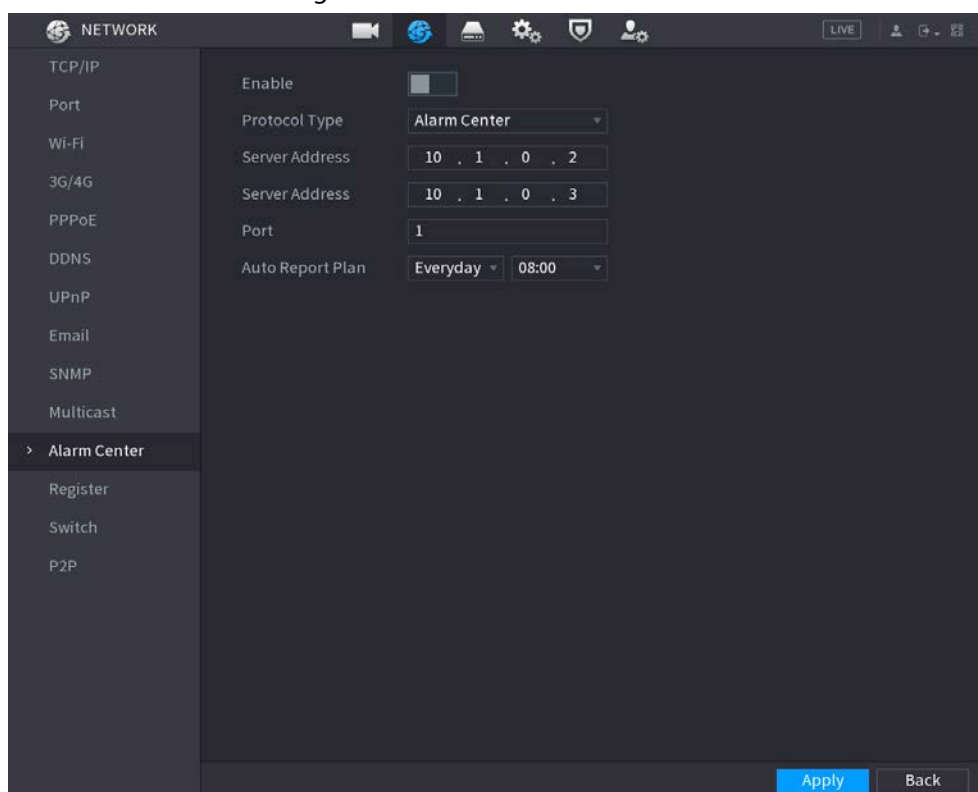 NETWORK
LIVE
TCP/IP
Port
Wi-Fi
3G/4G
PPPoE
DDNS
UPnP
Email
SNMP
Multicast
> Alarm Center
Register
Switch
P2P
Enable
Protocol Type Alarm Center
Server Address 10 . 1 . 0 . 2
Server Address 10 . 1 . 0 . 3
Port 1
Auto Report Plan Everyday 08:00
Apply Back